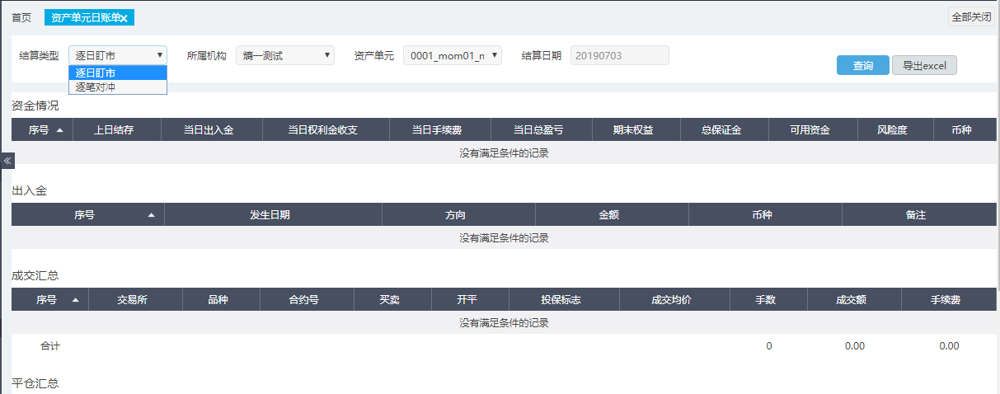 首页 资产单元日账单× 全部关闭
结算类型 逐日盯市 所属机构 熵一测试 资产单元 0001_mom01_n 结算日期 20190703
查询 导出excel
逐日盯市
逐笔对冲
资金情况
序号 上日结存 当日出入金 当日权利金收支 当日手续费 当日总盈亏 期末权益 总保证金 可用资金 风险度 币种
没有满足条件的记录
出入金
序号 发生日期 方向 金额 币种 备注
没有满足条件的记录
成交汇总
序号 交易所 品种 合约号 买卖 开平 投保标志 成交均价 手数 成交额 手续费
没有满足条件的记录
合计 0 0.00 0.00
平仓汇总